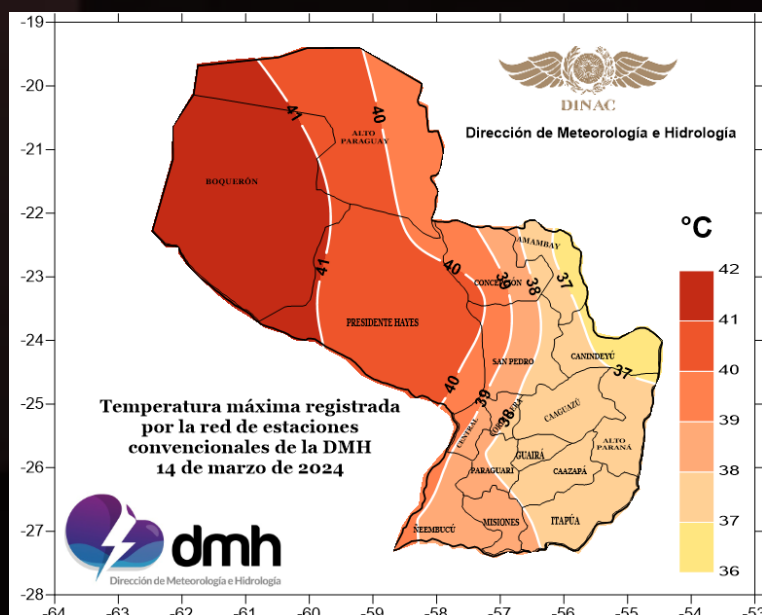 -19
-20
-21
-22
-23
-24
-25
-26
-27
-28
-64
-63
-62
-61
-60
-59
-58
-57
-56
-55
-54
-53
DINAC
Dirección de Meteorología e Hidrología
°C
42
41
40
39
38
37
36
41
40
ALTO
PARAGUAY
BOQUERÓN
AMAMBAY
41
40
39
38
37
CONCEPCIÓN
PRESIDENTE HAYES
SAN PEDRO
CANINDEYÚ
37
40
39
38
CAAGUAZÚ
CENTRAL
ALTO
PARANÁ
GUAIRÁ
PARAGUARI
CAAZAPÁ
ÑEEMBUCÚ
MISIONES
ITAPÚA
Temperatura máxima registrada
por la red de estaciones
convencionales de la DMH
14 de marzo de 2024
dmh
Dirección de Meteorología e Hidrología